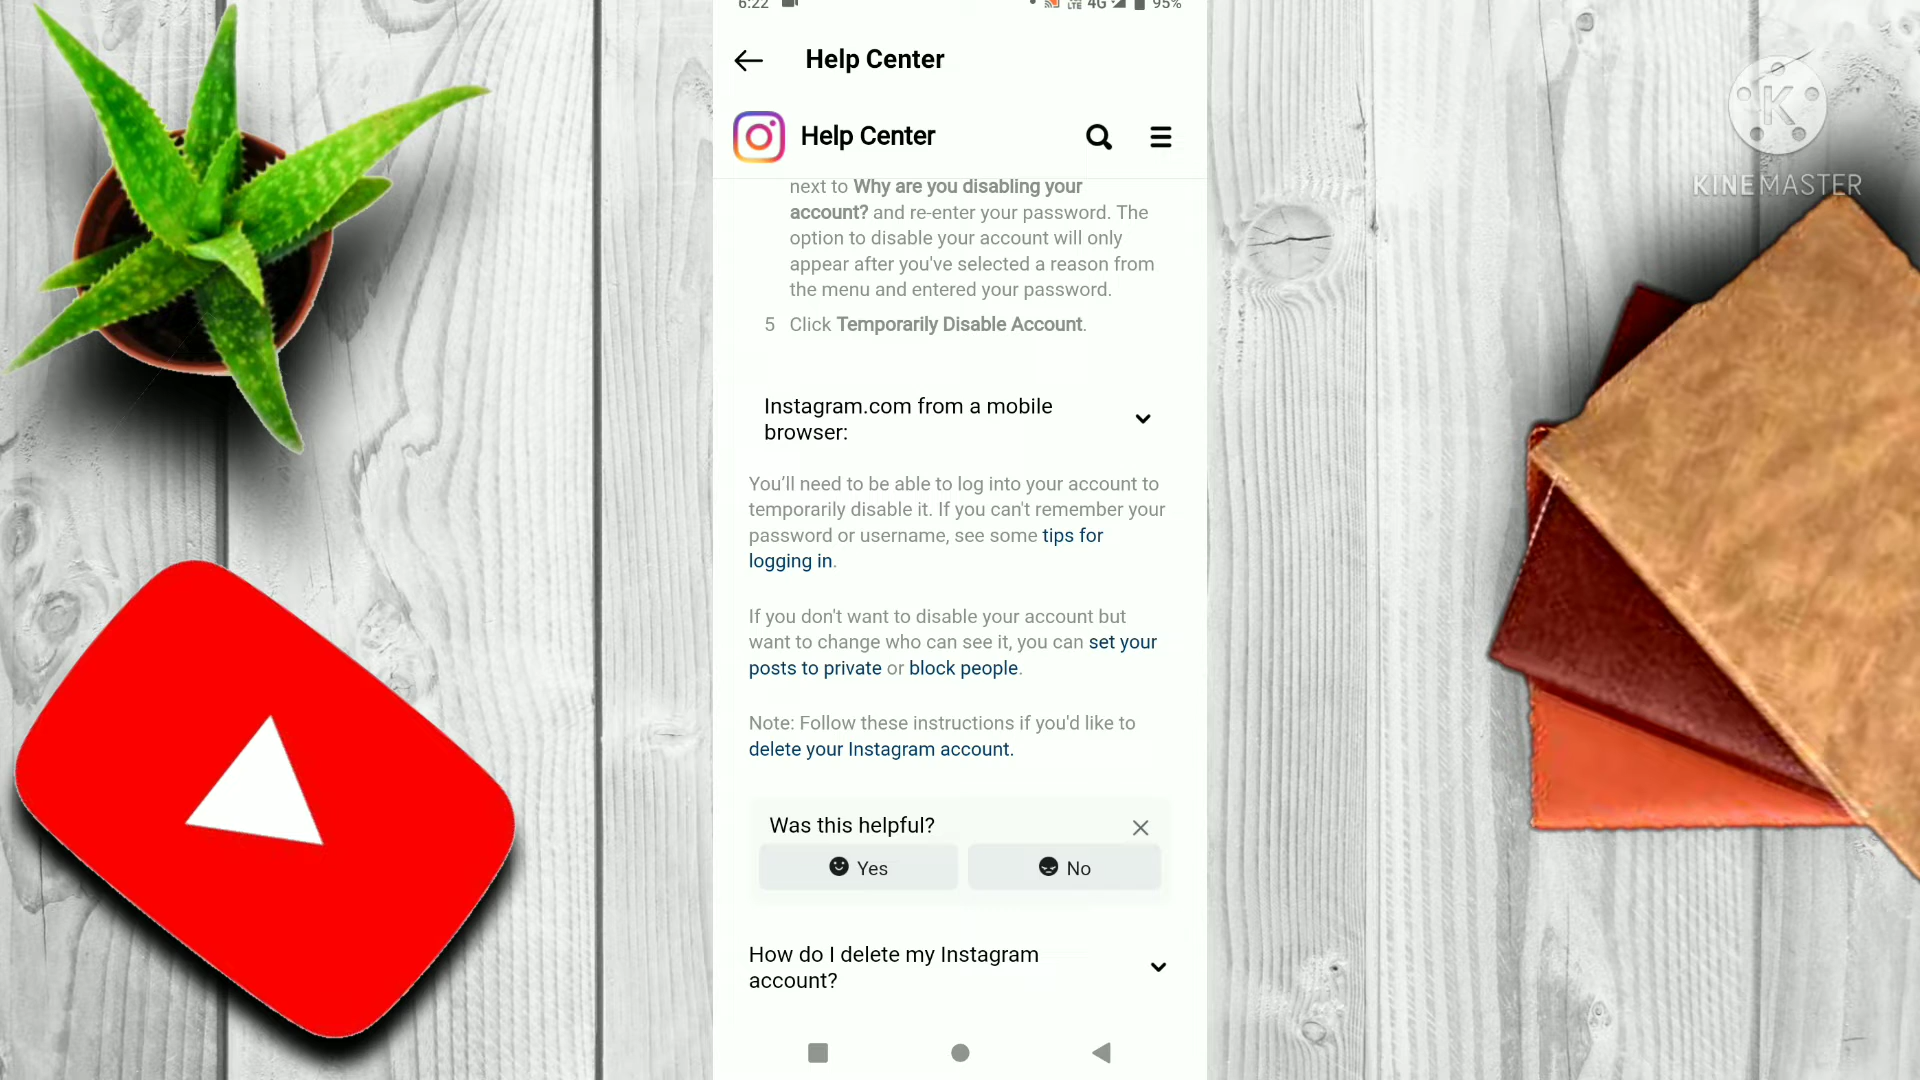 6:22 4G 95%
Help Center
Help Center
next to Why are you disabling your
account? and re-enter your password. The
option to disable your account will only
appear after you've selected a reason from
the menu and entered your password.
5 Click Temporarily Disable Account.
Instagram.com from a mobile
browser:
You’ll need to be able to log into your account to
temporarily disable it. If you can't remember your
password or username, see some tips for
logging in.
If you don't want to disable your account but
want to change who can see it, you can set your
posts to private or block people.
Note: Follow these instructions if you'd like to
delete your Instagram account.
Was this helpful?
Yes No
How do I delete my Instagram
account?
K
KINEMASTER